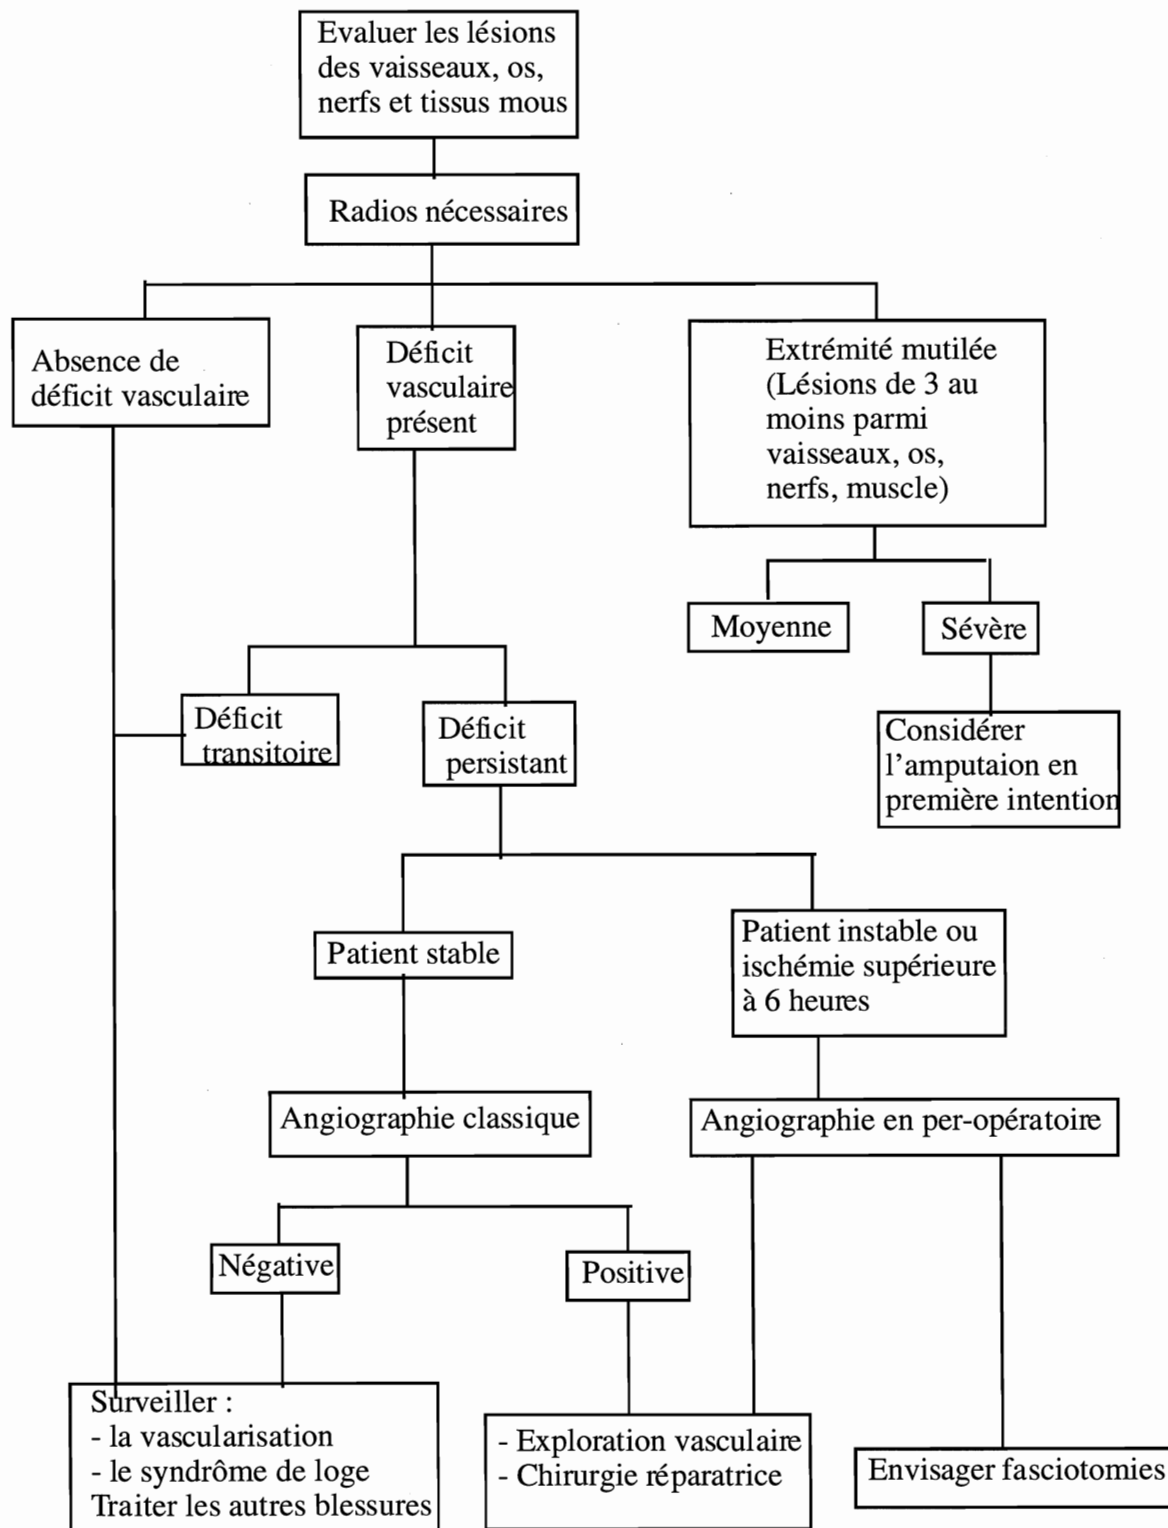 Evaluer les lésions
des vaisseaux, os,
nerfs et tissus mous
Radios nécessaires
Absence de
déficit vasculaire
Déficit
vasculaire
présent
Extrémité mutilée
(Lésions de 3 au
moins parmi
vaisseaux, os,
nerfs, muscle)
Moyenne
Sévère
Déficit
transitoire
Déficit
persistant
Considérer
l'amputaion en
première intention
Patient stable
Patient instable ou
ischémie supérieure
à 6 heures
Angiographie classique
Angiographie en per-opératoire
Négative
Positive
Surveiller :
- la vascularisation
- le syndrôme de loge
Traiter les autres blessures
- Exploration vasculaire
- Chirurgie réparatrice
Envisager fasciotomies